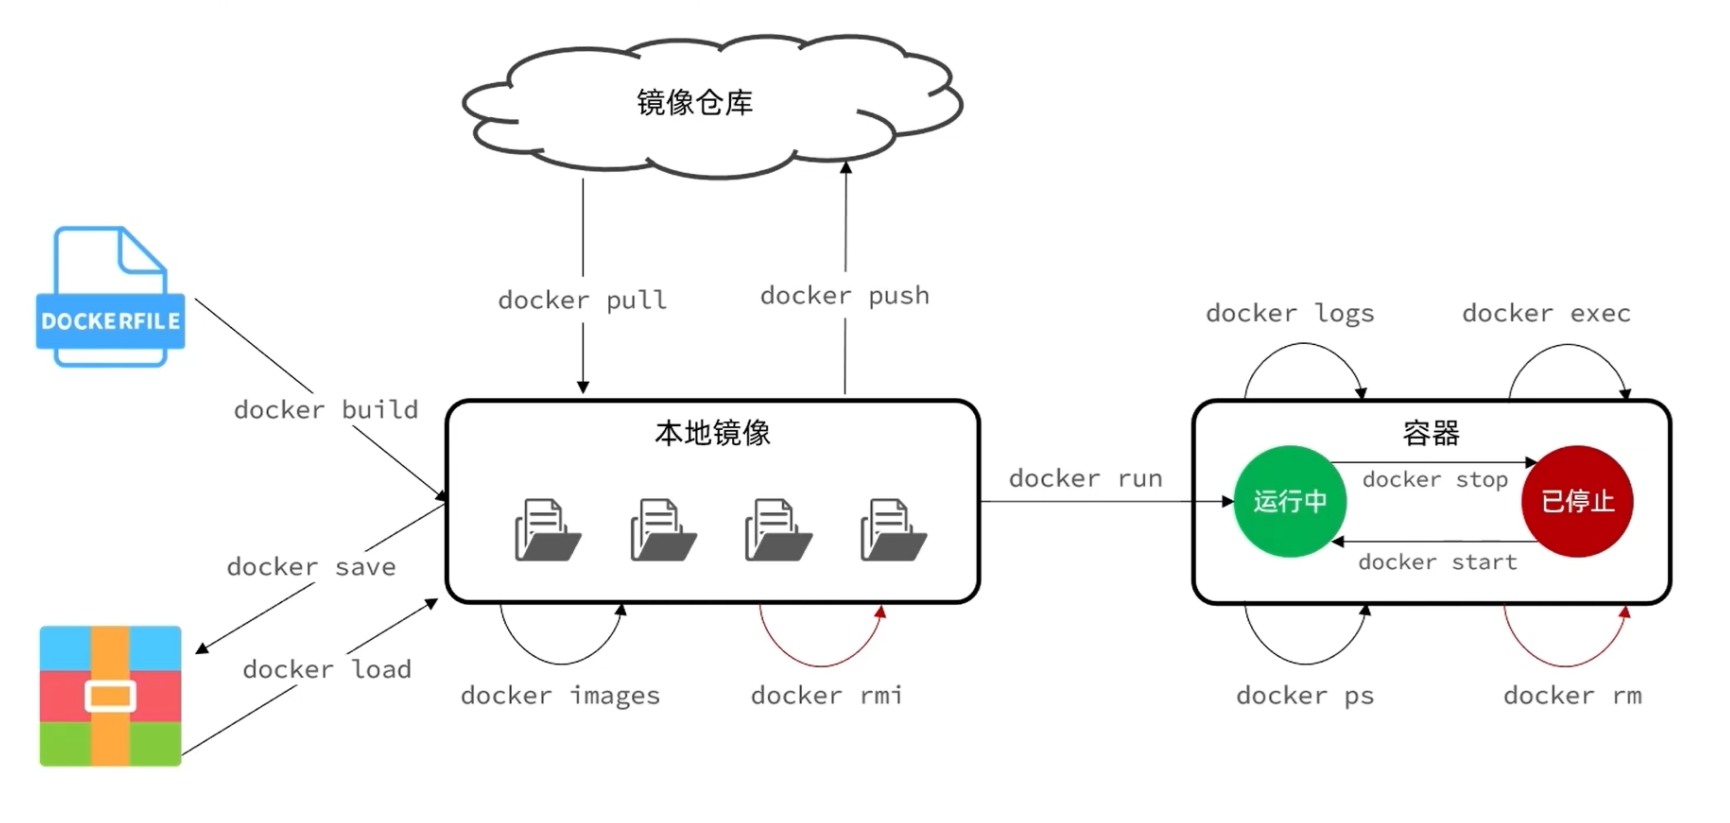 镜像仓库
DOCKERFILE
docker pull
docker push
docker logs
docker exec
docker build
本地镜像
容器
docker run
运行中
docker stop
已停止
docker start
docker save
docker load
docker images
docker rmi
docker ps
docker rm